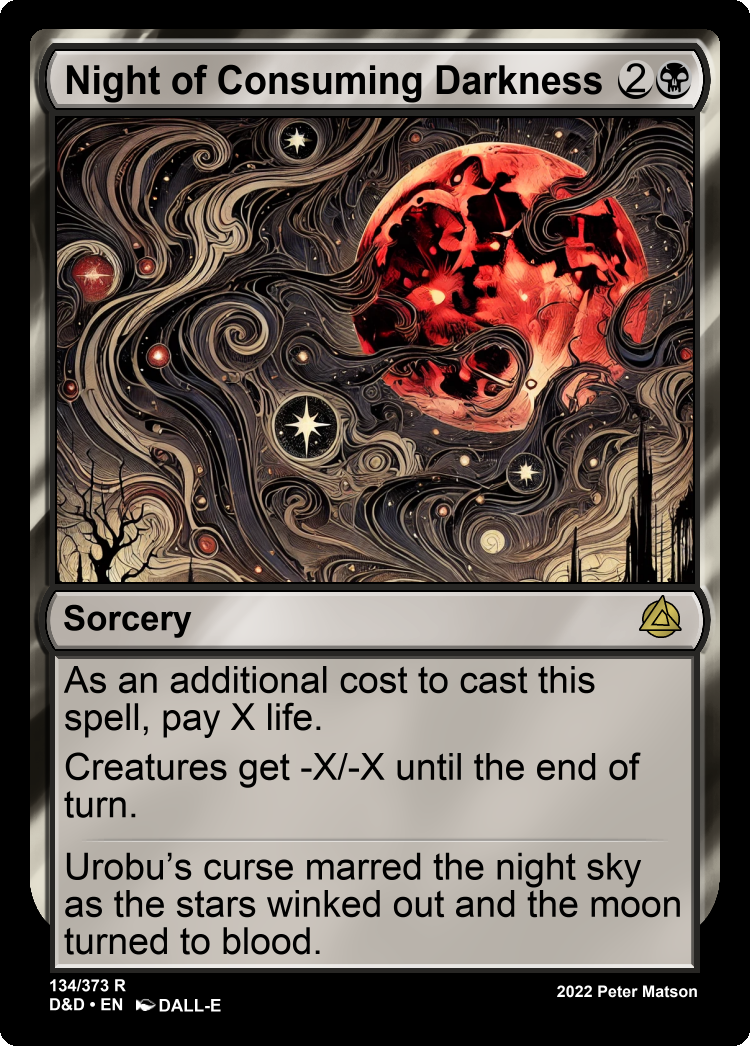 Night of Consuming Darkness 2
Sorcery
As an additional cost to cast this
spell, pay X life.
Creatures get -X/-X until the end of
turn.
Urobu’s curse marred the night sky
as the stars winked out and the moon
turned to blood.
134/373 R
D&D • EN DALL-E
2022 Peter Matson